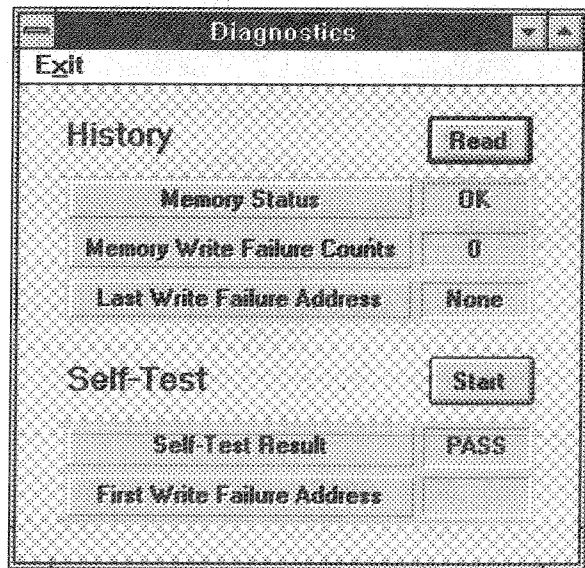 Diagnostics
Exit
History Read
Memory Status OK
Memory Write Failure Counts 0
Last Write Failure Address None
Self-Test Start
Self-Test Result PASS
First Write Failure Address